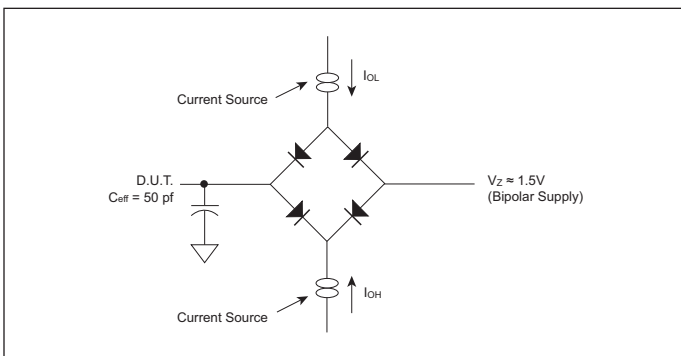 IOL
Current Source
D.U.T.
Ceff = 50 pf
VZ ≈ 1.5V
(Bipolar Supply)
IOH
Current Source